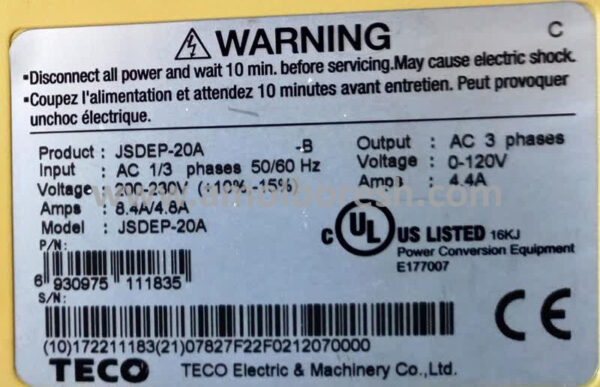 WARNING
C
▪Disconnect all power and wait 10 min. before servicing.May cause electric shock.
▪Coupez l'alimentation et attendez 10 minutes avant entretien. Peut provoquer
unchoc électrique.
Product : JSDEP-20A -B Output : AC 3 phases
Input : AC 1/3 phases 50/60 Hz Voltage : 0-120V
Voltage : 200-230V (+10% -15%) Amp. : 4.4A
Amps : 8.4A/4.8A
Model : JSDEP-20A
P/N:
C UL US LISTED 16KJ
Power Conversion Equipment
E177007
6 930975 111835
S/N:
CE
(10)172211183(21)07827F22F0212070000
TECO TECO Electric & Machinery Co.,Ltd.